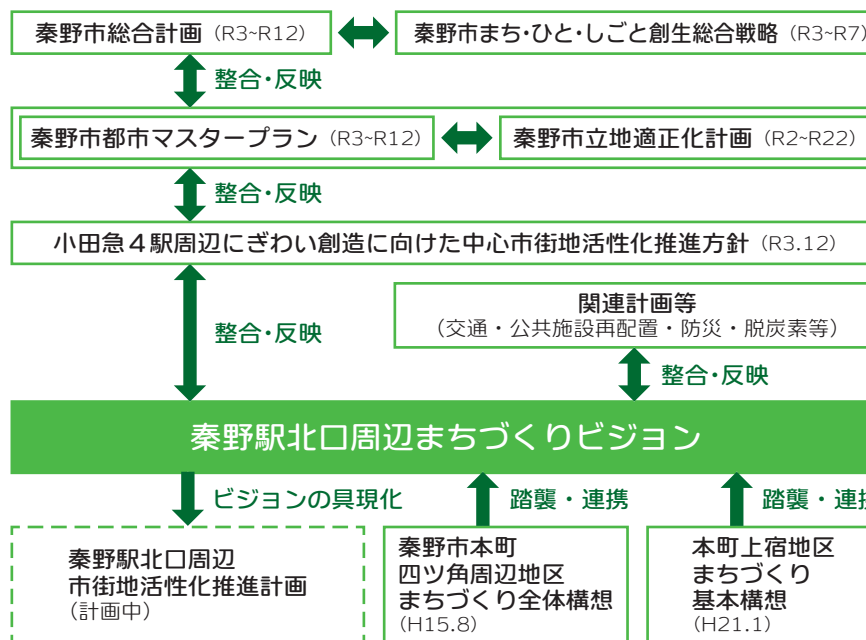 秦野市総合計画 (R3~R12)
秦野市まち・ひと・しごと創生総合戦略 (R3~R7)
整合・反映
秦野市都市マスタープラン (R3~R12)
秦野市立地適正化計画 (R2~R22)
整合・反映
小田急４駅周辺にぎわい創造に向けた中心市街地活性化推進方針 (R3.12)
整合・反映
関連計画等
（交通・公共施設再配置・防災・脱炭素等）
整合・反映
秦野駅北口周辺まちづくりビジョン
ビジョンの具現化
踏襲・連携
踏襲・連携
秦野駅北口周辺
市街地活性化推進計画
(計画中)
秦野市本町
四ツ角周辺地区
まちづくり全体構想
(H15.8)
本町上宿地区
まちづくり
基本構想
(H21.1)